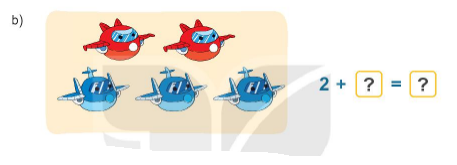 b)
2 + ? = ?